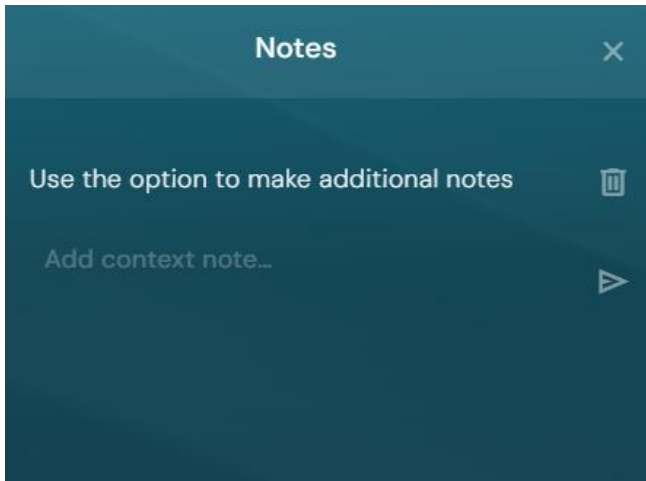 Notes
Use the option to make additional notes
Add context note...